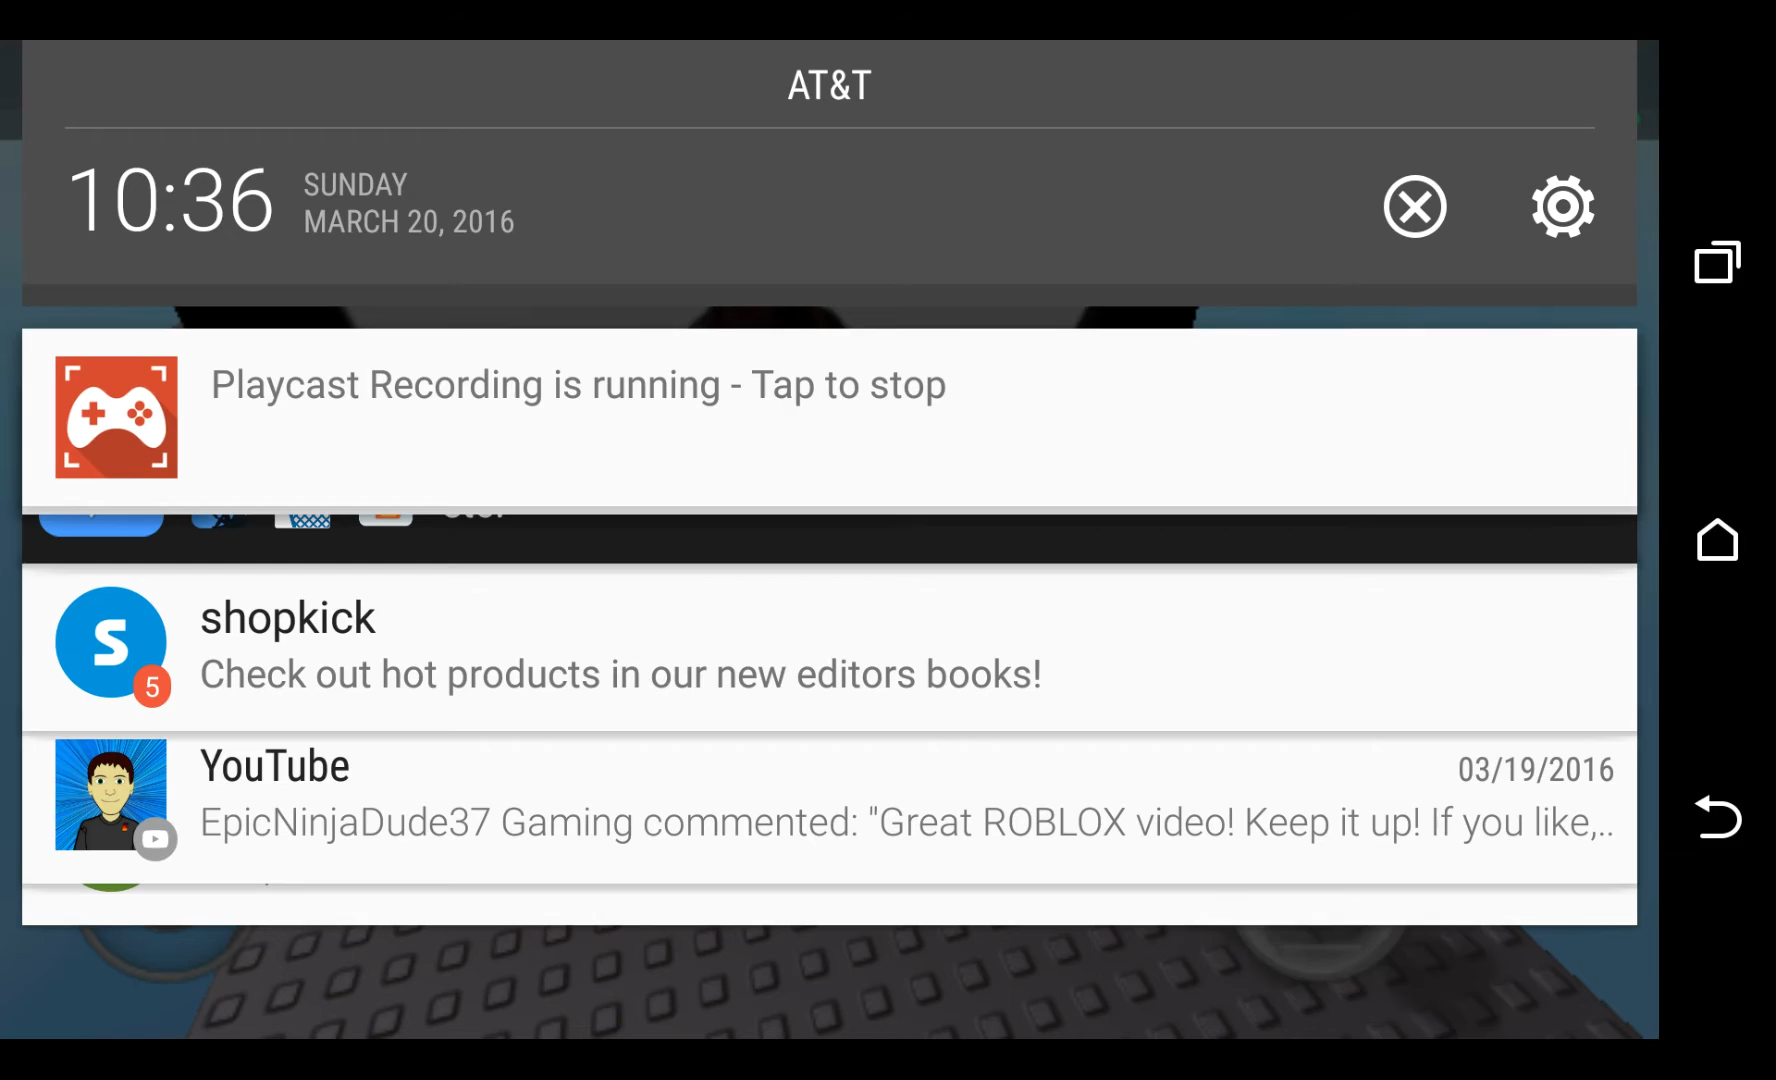 AT&T
10:36
SUNDAY
MARCH 20, 2016
Playcast Recording is running - Tap to stop
S
5
shopkick
Check out hot products in our new editors books!
YouTube
03/19/2016
EpicNinjaDude37 Gaming commented: "Great ROBLOX video! Keep it up! If you like,..